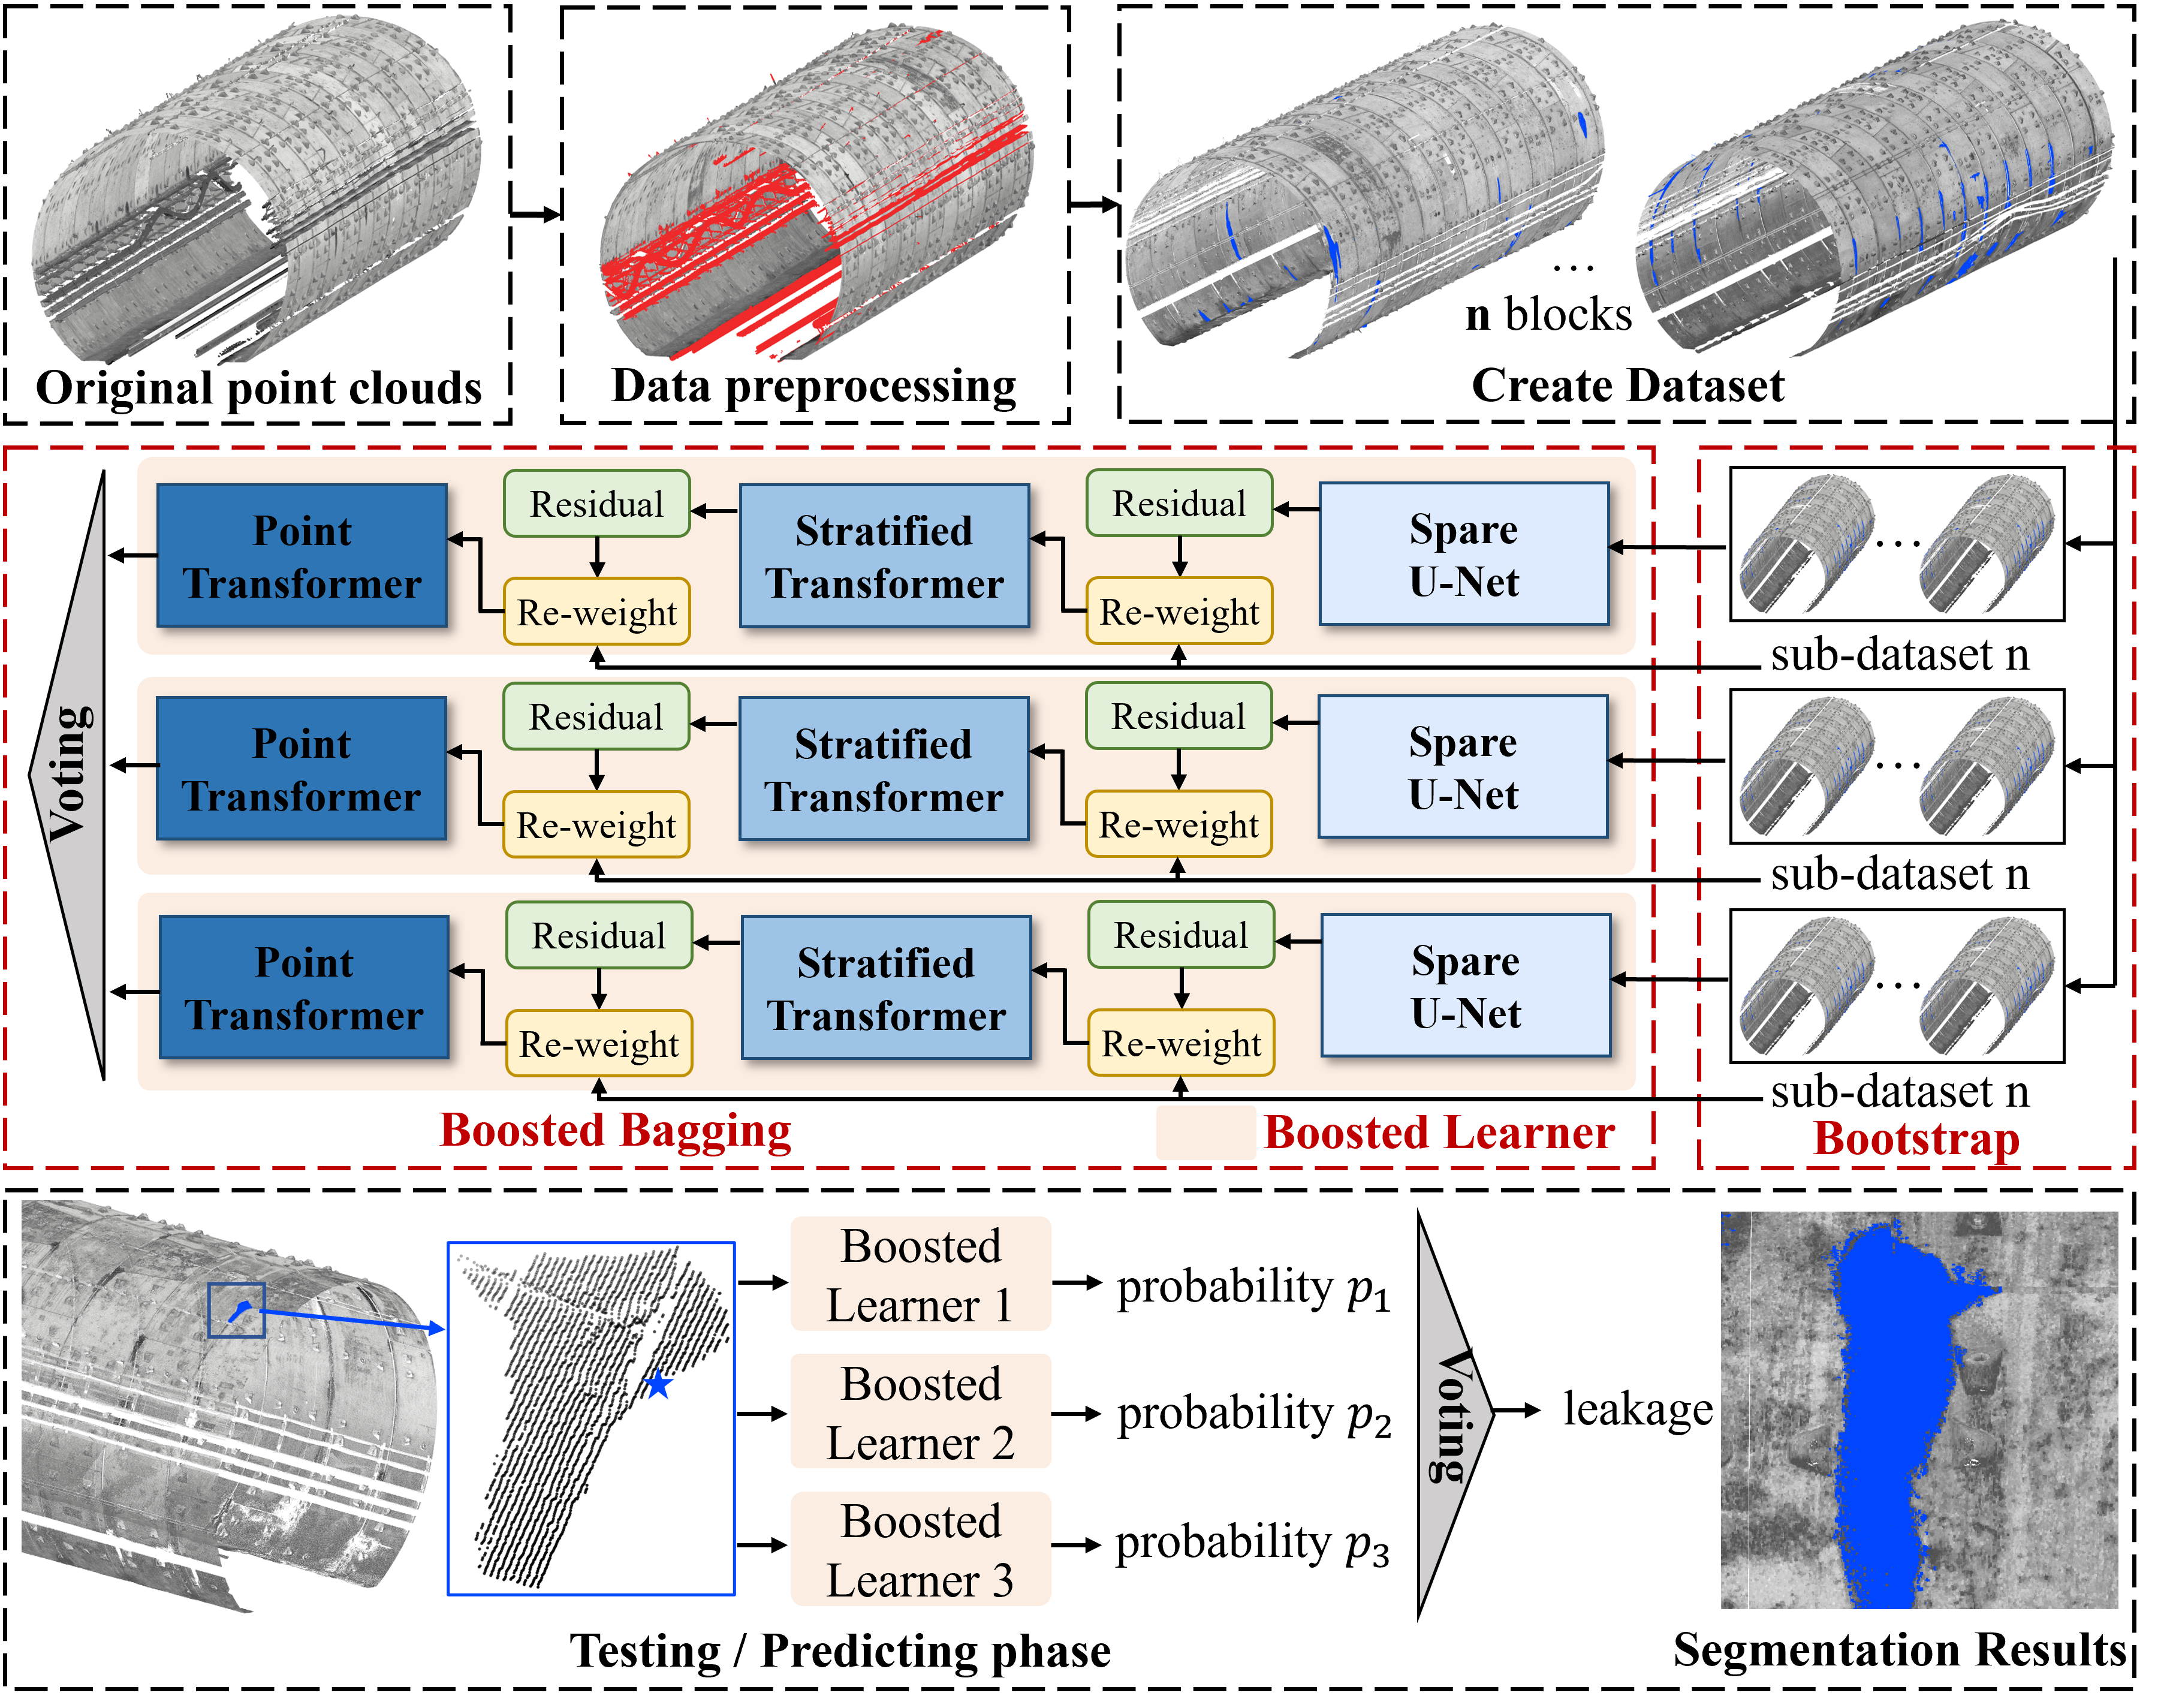 Original point clouds
Data preprocessing
...
n blocks
Create Dataset
Voting
Point
Transformer
Residual
Re-weight
Stratified
Transformer
Residual
Re-weight
Spare
U-Net
...
sub-dataset n
Point
Transformer
Residual
Re-weight
Stratified
Transformer
Residual
Re-weight
Spare
U-Net
...
sub-dataset n
Point
Transformer
Residual
Re-weight
Stratified
Transformer
Residual
Re-weight
Spare
U-Net
...
sub-dataset n
Boosted Bagging
Boosted Learner
Bootstrap
Boosted
Learner 1
probability p₁
Boosted
Learner 2
probability p₂
Boosted
Learner 3
probability p₃
Voting
leakage
Testing / Predicting phase
Segmentation Results